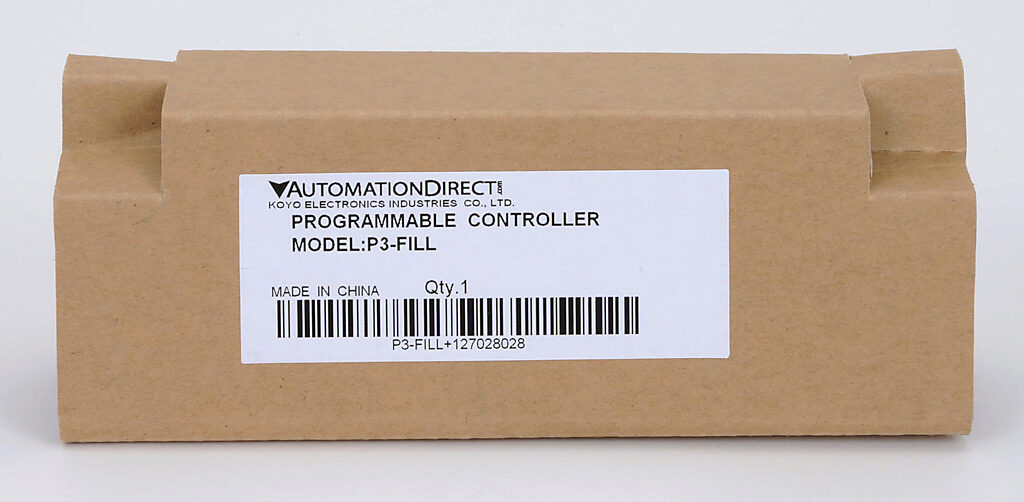 AUTOMATIONDIRECT.COM
KOYO ELECTRONICS INDUSTRIES CO., LTD.
PROGRAMMABLE CONTROLLER
MODEL:P3-FILL
MADE IN CHINA Qty.1
P3-FILL+127028028